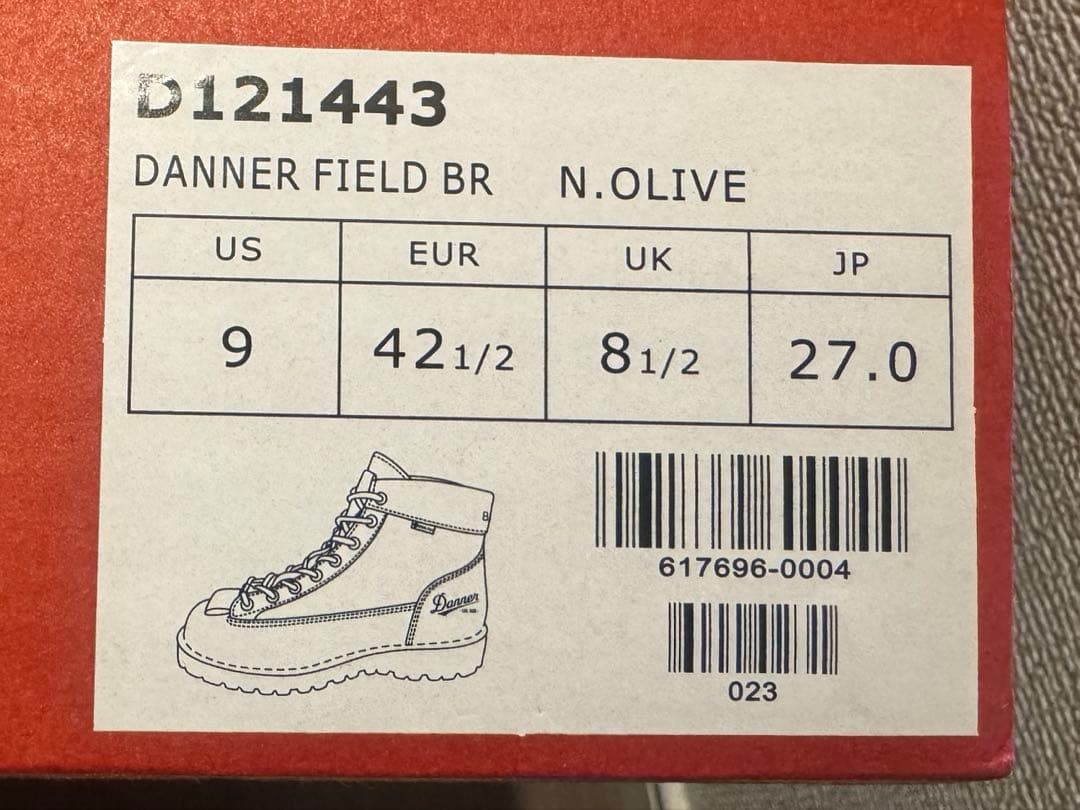 D121443
DANNER FIELD BR N.OLIVE
US EUR UK JP
9 42 1/2 8 1/2 27.0
Danner
617696-0004
023